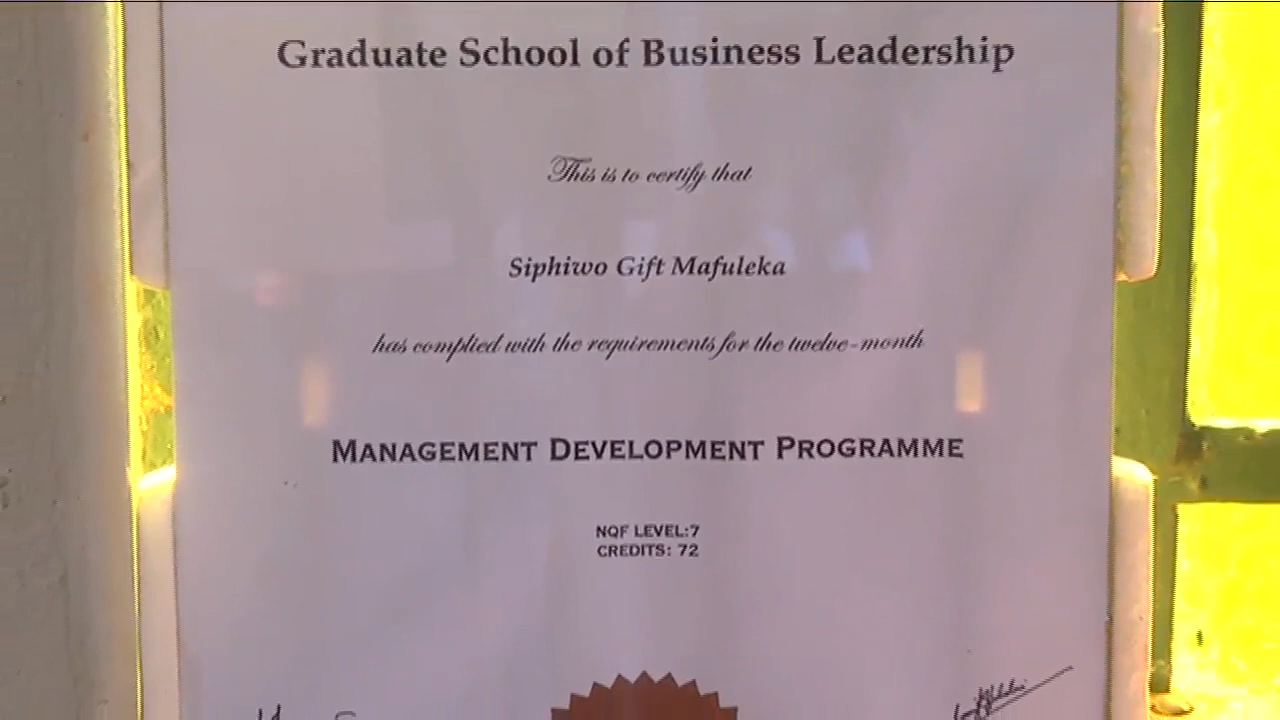 Graduate School of Business Leadership
This is to certify that
Siphiwo Gift Mafuleka
has complied with the requirements for the twelve-month
MANAGEMENT DEVELOPMENT PROGRAMME
NQF LEVEL:7
CREDITS: 72